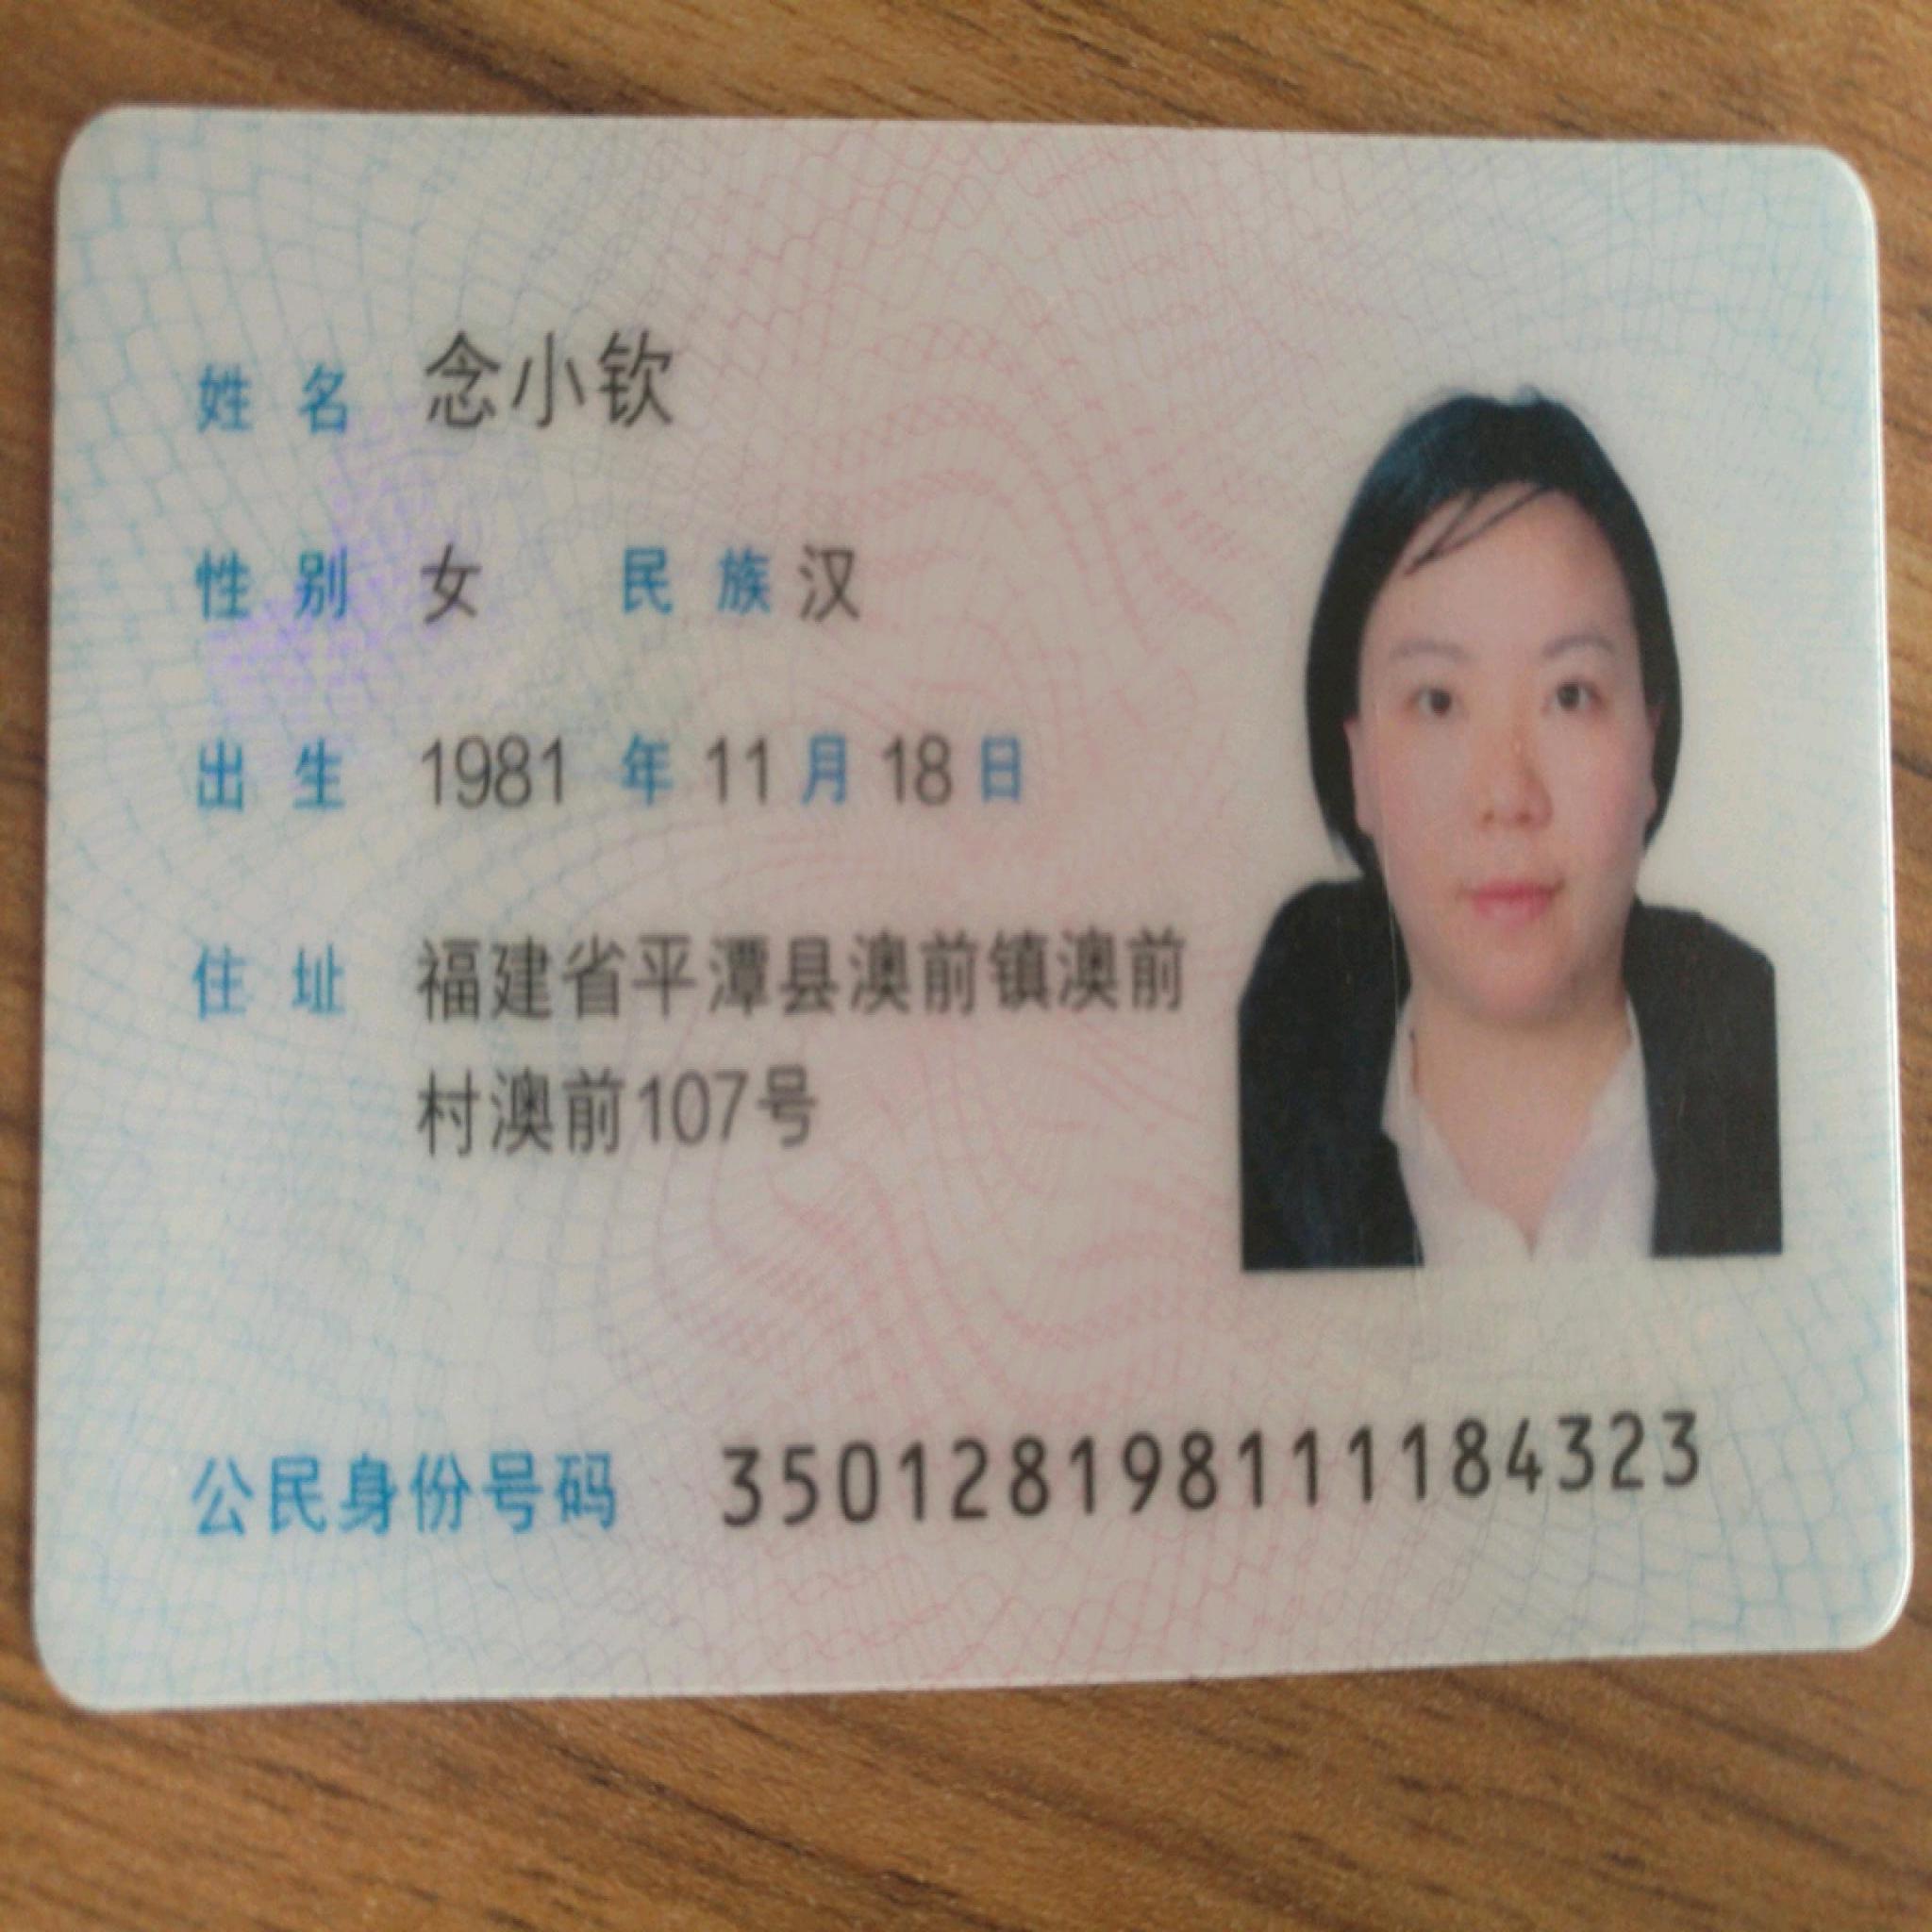 姓名 念小钦
性别 女 民族 汉
出生 1981 年 11 月 18 日
住址 福建省平潭县澳前镇澳前
村澳前107号
公民身份号码 350128198111184323